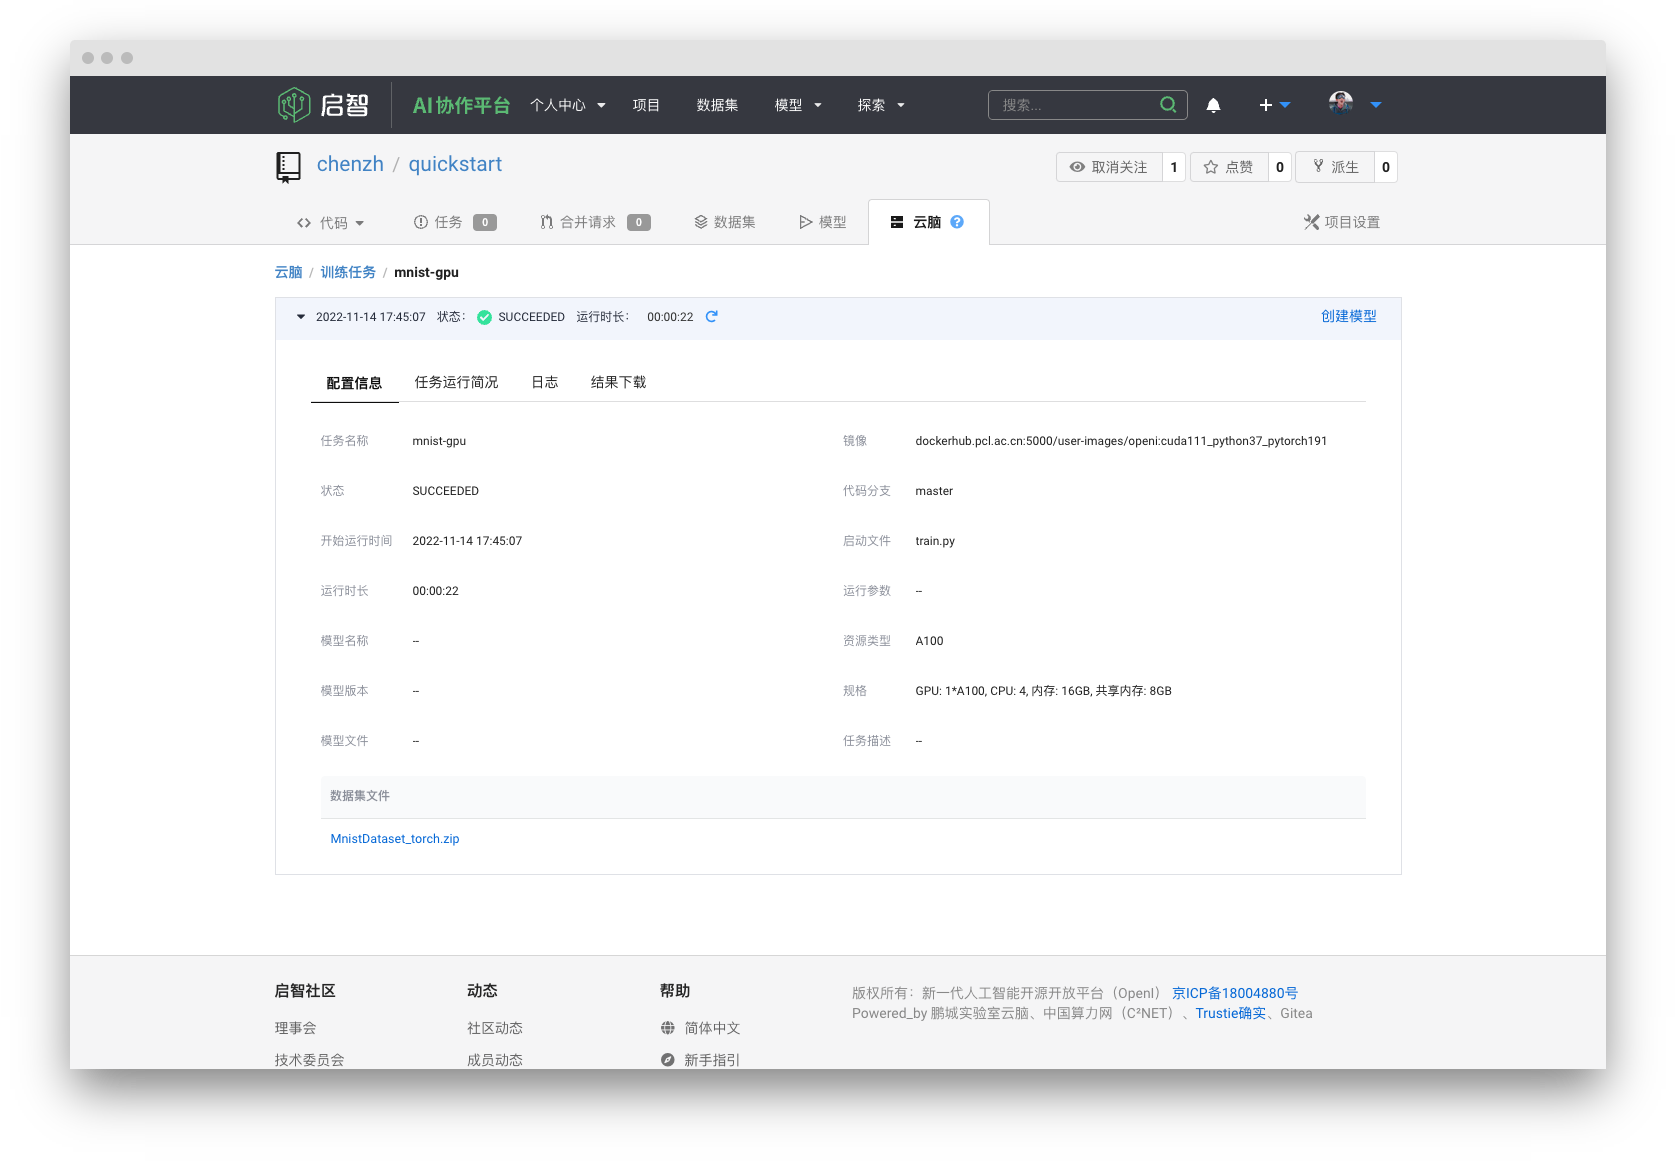 启智 AI协作平台 个人中心 项目 数据集 模型 探索 搜索...
chenzh / quickstart 取消关注 1 点赞 0 派生 0
代码 任务 0 合并请求 0 数据集 模型 云脑 项目设置
云脑 / 训练任务 / mnist-gpu
2022-11-14 17:45:07 状态： SUCCEEDED 运行时长： 00:00:22 创建模型
配置信息 任务运行简况 日志 结果下载
任务名称 mnist-gpu 镜像 dockerhub.pcl.ac.cn:5000/user-images/openi:cuda111_python37_pytorch191
状态 SUCCEEDED 代码分支 master
开始运行时间 2022-11-14 17:45:07 启动文件 train.py
运行时长 00:00:22 运行参数 --
模型名称 -- 资源类型 A100
模型版本 -- 规格 GPU: 1*A100, CPU: 4, 内存: 16GB, 共享内存: 8GB
模型文件 -- 任务描述 --
数据集文件
MnistDataset_torch.zip
启智社区 动态 帮助
理事会 社区动态 简体中文
技术委员会 成员动态 新手指引
版权所有：新一代人工智能开源开放平台（OpenI） 京ICP备18004880号
Powered_by 鹏城实验室云脑、中国算力网（C²NET）、Trustie确实、Gitea